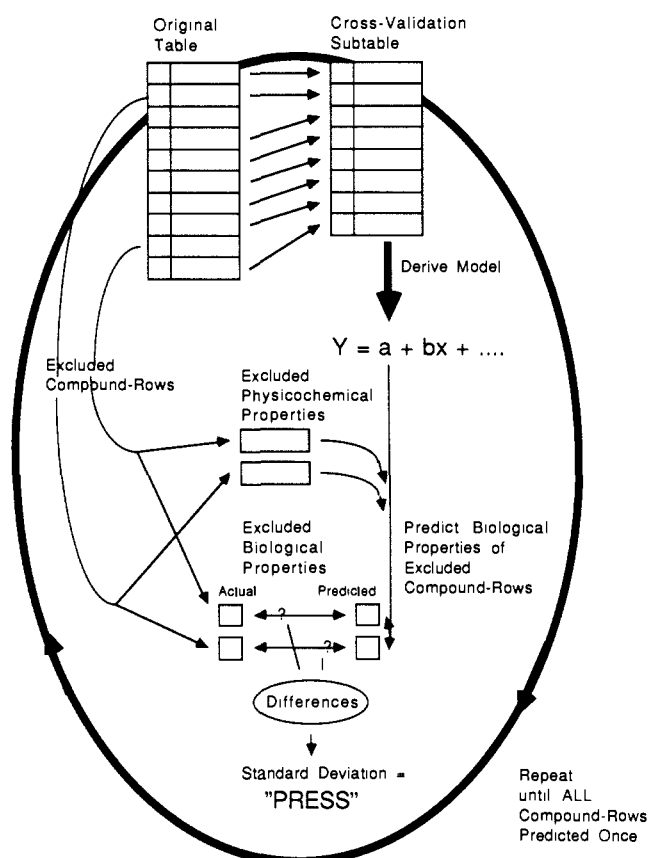 Original
Table
Cross-Validation
Subtable
Derive Model
Y = a + bx + ....
Excluded
Compound-Rows
Excluded
Physicochemical
Properties
Excluded
Biological
Properties
Predict Biological
Properties of
Excluded
Compound-Rows
Actual
Predicted
?
?
Differences
Standard Deviation =
"PRESS"
Repeat
until ALL
Compound-Rows
Predicted Once